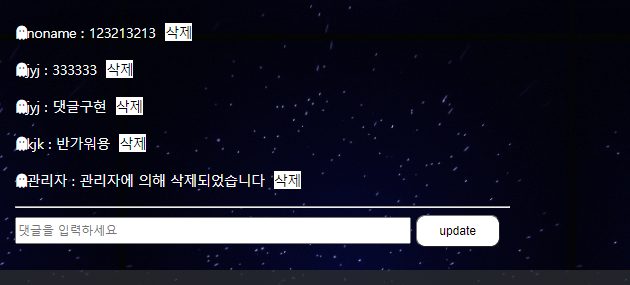 noname : 123213213 삭제
jyj : 333333 삭제
jyj : 댓글구현 삭제
kjk : 반가워용 삭제
관리자 : 관리자에 의해 삭제되었습니다 삭제
댓글을 입력하세요 update